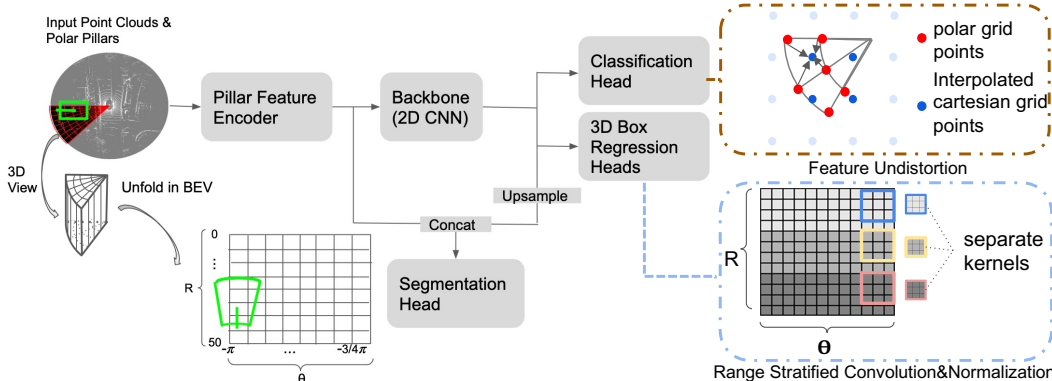 Input Point Clouds &
Polar Pillars
3D
View
Unfold in BEV
Pillar Feature
Encoder
Backbone
(2D CNN)
Classification
Head
3D Box
Regression
Heads
Upsample
Concat
Segmentation
Head
0
⋮
R
50
-π
...
-3/4π
Θ
polar grid
points
Interpolated
cartesian grid
points
Feature Undistortion
R
separate
kernels
Θ
Range Stratified Convolution&Normalization